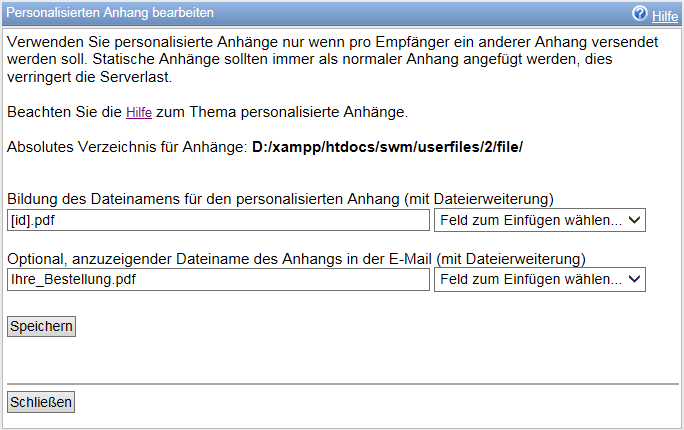 Personalisierten Anhang bearbeiten
Hilfe
Verwenden Sie personalisierte Anhänge nur wenn pro Empfänger ein anderer Anhang versendet
werden soll. Statische Anhänge sollten immer als normaler Anhang angefügt werden, dies
verringert die Serverlast.
Beachten Sie die Hilfe zum Thema personalisierte Anhänge.
Absolutes Verzeichnis für Anhänge: D:/xampp/htdocs/swm/userfiles/2/file/
Bildung des Dateinamens für den personalisierten Anhang (mit Dateierweiterung)
[id].pdf
Feld zum Einfügen wählen...
Optional, anzuzeigender Dateiname des Anhangs in der E-Mail (mit Dateierweiterung)
Ihre_Bestellung.pdf
Feld zum Einfügen wählen...
Speichern
Schließen